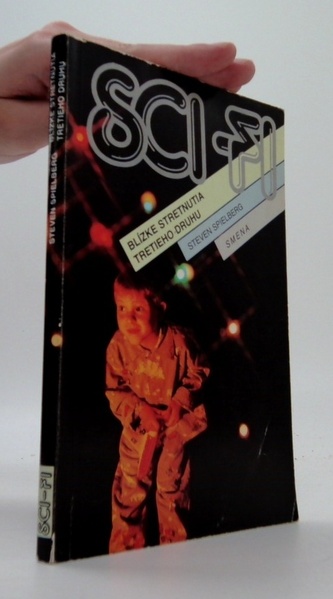 SCI-FI
BLÍZKE STRETNUTIA
TRETIEHO DRUHU
STEVEN SPIELBERG
SMENA
STEVEN SPIELBERG BLÍZKE STRETNUTIA
TRETIEHO DRUHU
SCI-FI